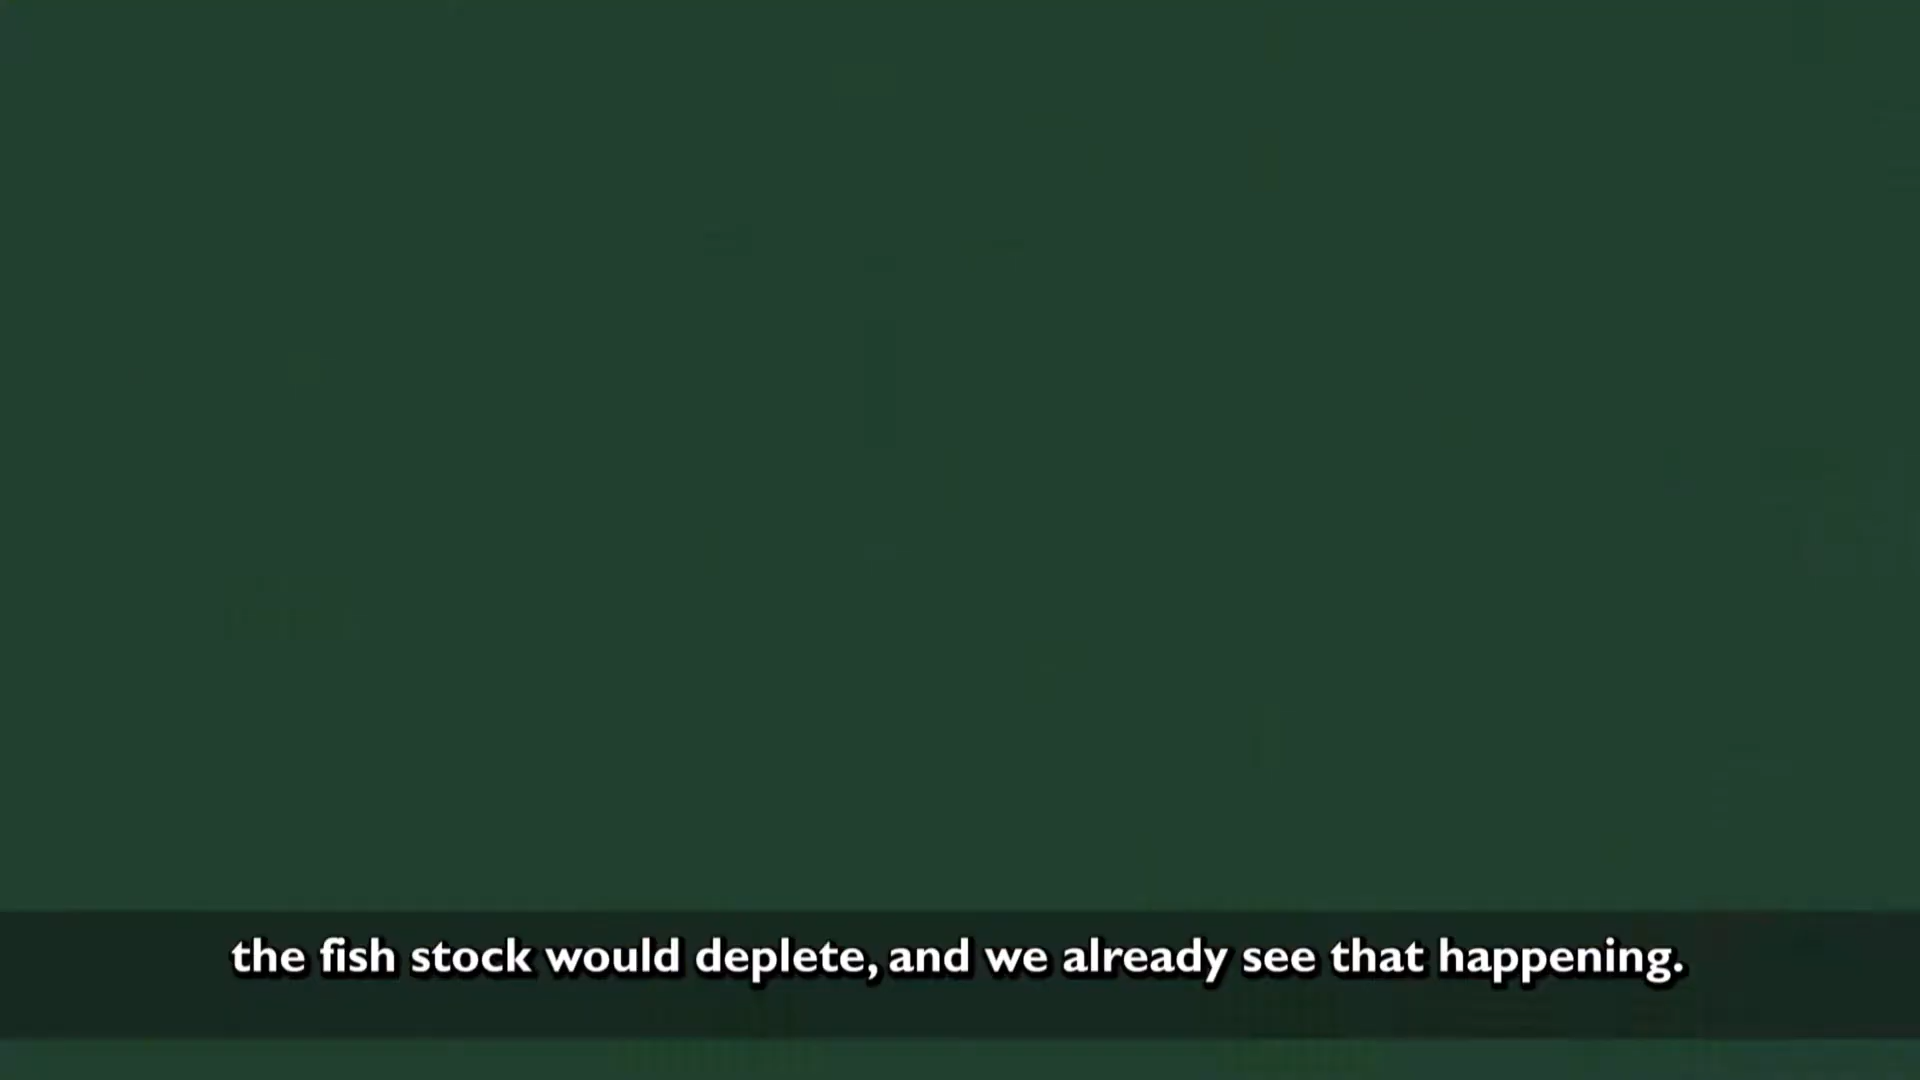 the fish stock would deplete, and we already see that happening.